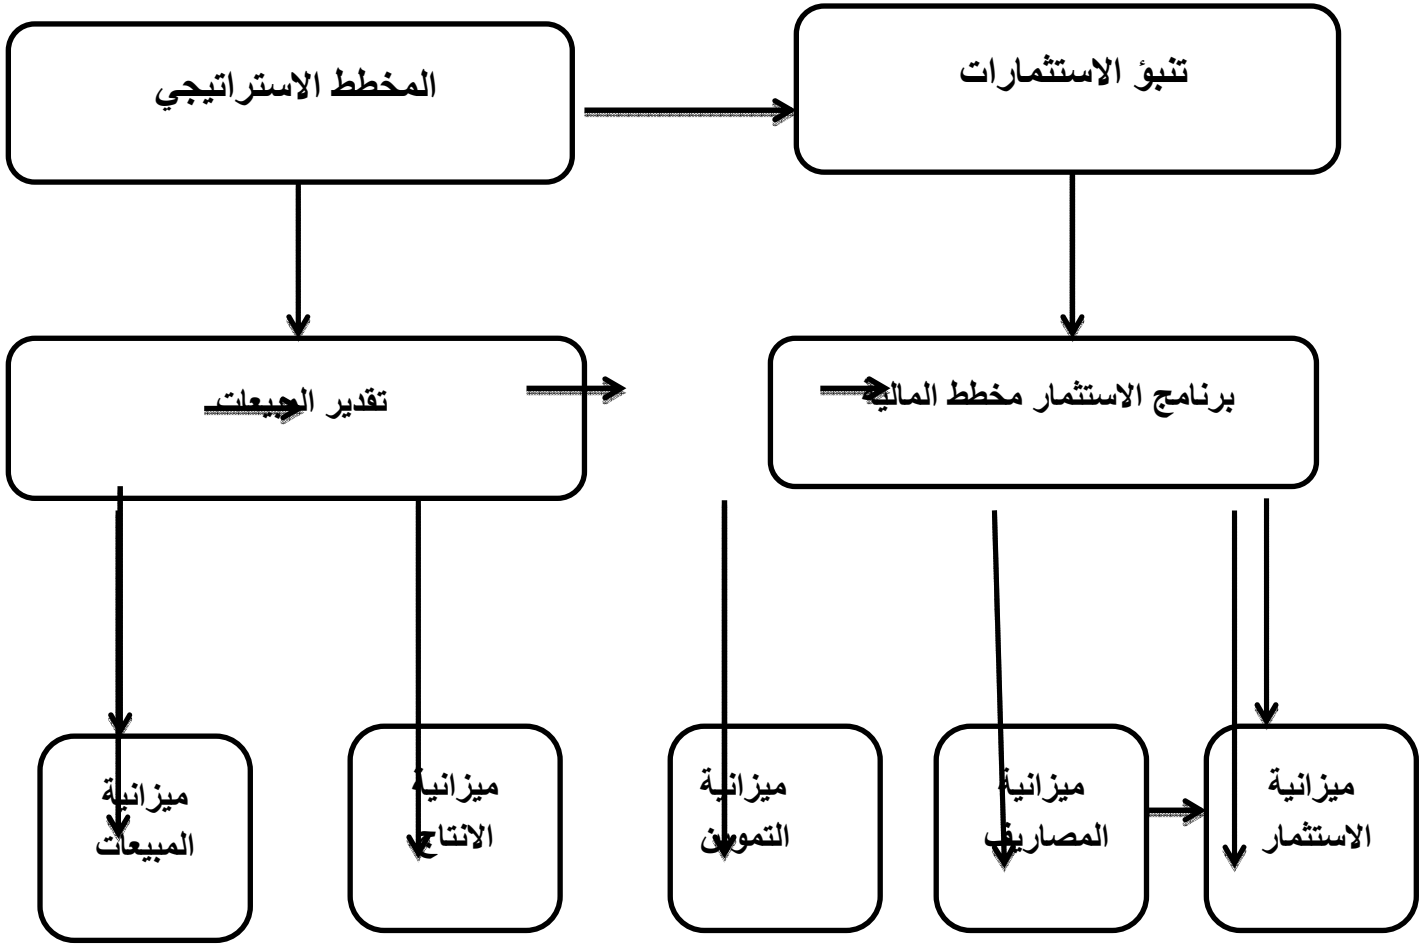 تنبؤ الاستثمارات
المخطط الاستراتيجي
برنامج الاستثمار مخطط المالية
تقدير المبيعات
ميزانية
الاستثمار
ميزانية
المصاريف
ميزانية
التموين
ميزانية
الانتاج
ميزانية
المبيعات